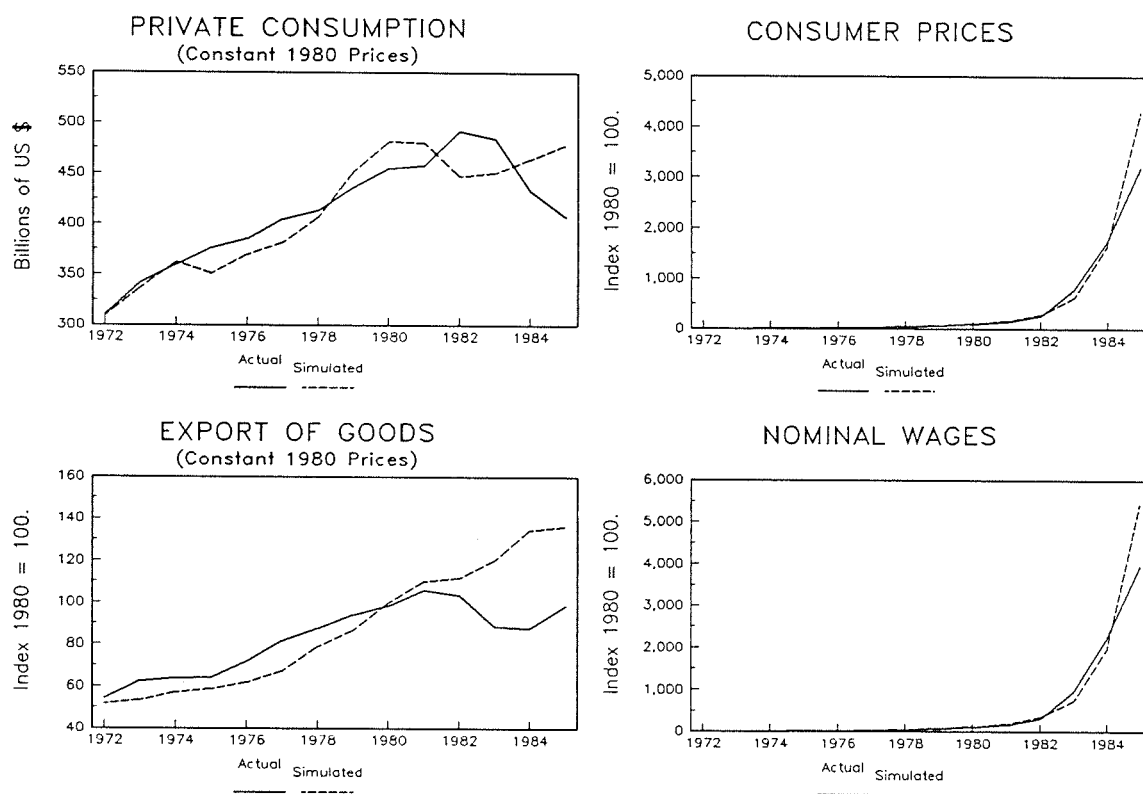 PRIVATE CONSUMPTION
(Constant 1980 Prices)
Billions of US $
550
500
450
400
350
300
1972 1974 1976 1978 1980 1982 1984
Actual Simulated
CONSUMER PRICES
Index 1980 = 100.
5,000
4,000
3,000
2,000
1,000
0
1972 1974 1976 1978 1980 1982 1984
Actual Simulated
EXPORT OF GOODS
(Constant 1980 Prices)
Index 1980 = 100.
160
140
120
100
80
60
40
1972 1974 1976 1978 1980 1982 1984
Actual Simulated
NOMINAL WAGES
Index 1980 = 100.
6,000
5,000
4,000
3,000
2,000
1,000
0
1972 1974 1976 1978 1980 1982 1984
Actual Simulated